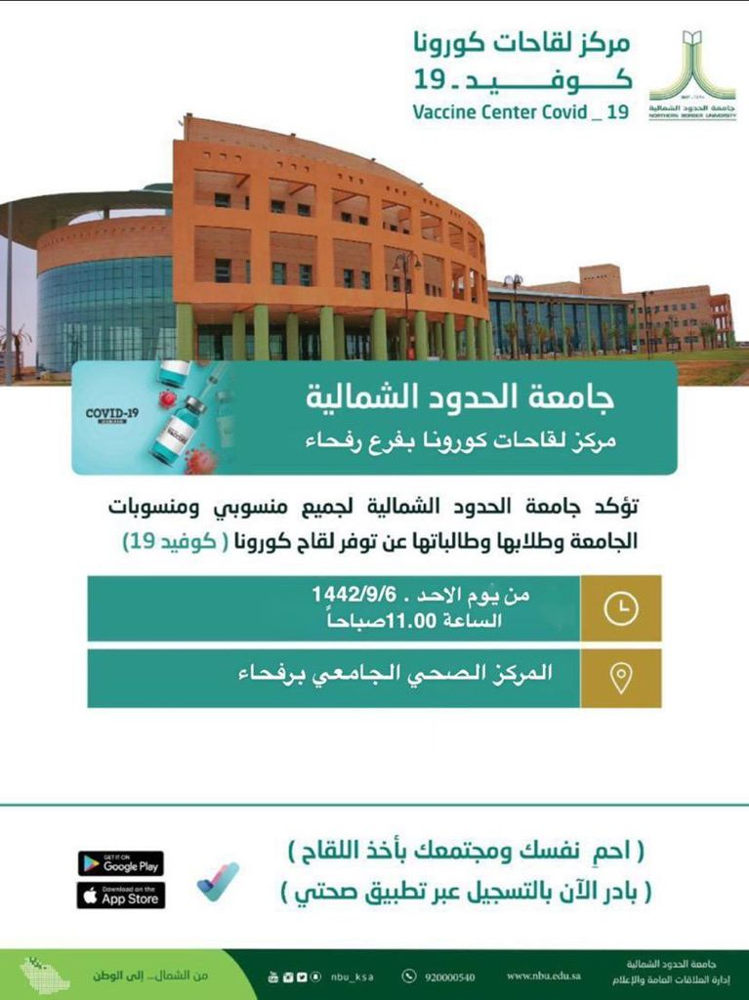 مركز لقاحات كورونا
كـــوفـــيـــد ـ 19
Vaccine Center Covid _ 19
جامعة الحدود الشمالية
NORTHERN BORDER UNIVERSITY
COVID-19
جامعة الحدود الشمالية
مركز لقاحات كورونا بفرع رفحاء
تؤكد جامعة الحدود الشمالية لجميع منسوبي ومنسوبات
الجامعة وطلابها وطالباتها عن توفر لقاح كورونا ( كوفيد 19)
من يوم الاحد . 1442/9/6
الساعة 11.00صباحاً
المركز الصحي الجامعي برفحاء
( احمِ نفسك ومجتمعك بأخذ اللقاح )
( بادر الآن بالتسجيل عبر تطبيق صحتي )
GET IT ON
Google Play
Download on the
App Store
جامعة الحدود الشمالية
إدارة العلاقات العامة والإعلام
www.nbu.edu.sa
920000540
nbu_ksa
من الشمال... إلى الوطن